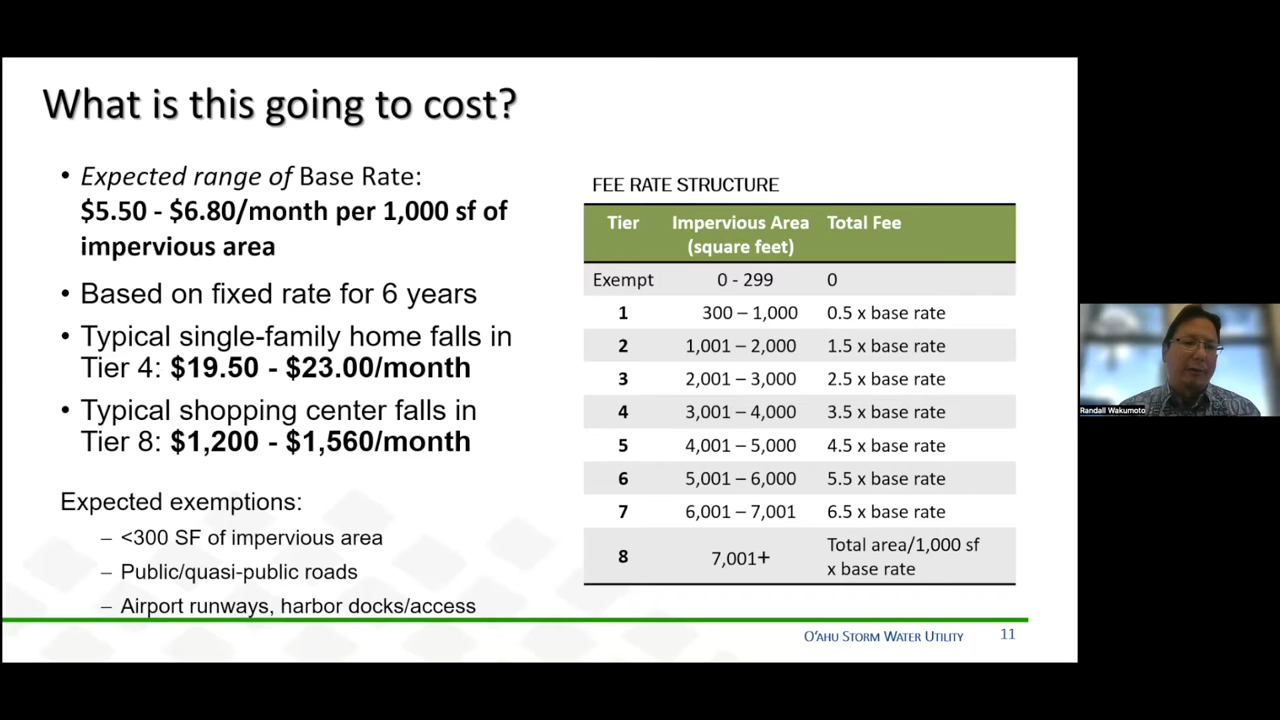 What is this going to cost?
• Expected range of Base Rate:
$5.50 - $6.80/month per 1,000 sf of
impervious area
• Based on fixed rate for 6 years
• Typical single-family home falls in
Tier 4: $19.50 - $23.00/month
• Typical shopping center falls in
Tier 8: $1,200 - $1,560/month
Expected exemptions:
– <300 SF of impervious area
– Public/quasi-public roads
– Airport runways, harbor docks/access
FEE RATE STRUCTURE
Tier Impervious Area (square feet) Total Fee
Exempt 0 - 299 0
1 300 – 1,000 0.5 x base rate
2 1,001 – 2,000 1.5 x base rate
3 2,001 – 3,000 2.5 x base rate
4 3,001 – 4,000 3.5 x base rate
5 4,001 – 5,000 4.5 x base rate
6 5,001 – 6,000 5.5 x base rate
7 6,001 – 7,001 6.5 x base rate
8 7,001+ Total area/1,000 sf x base rate
O‘AHU STORM WATER UTILITY 11
Randall Wakumoto